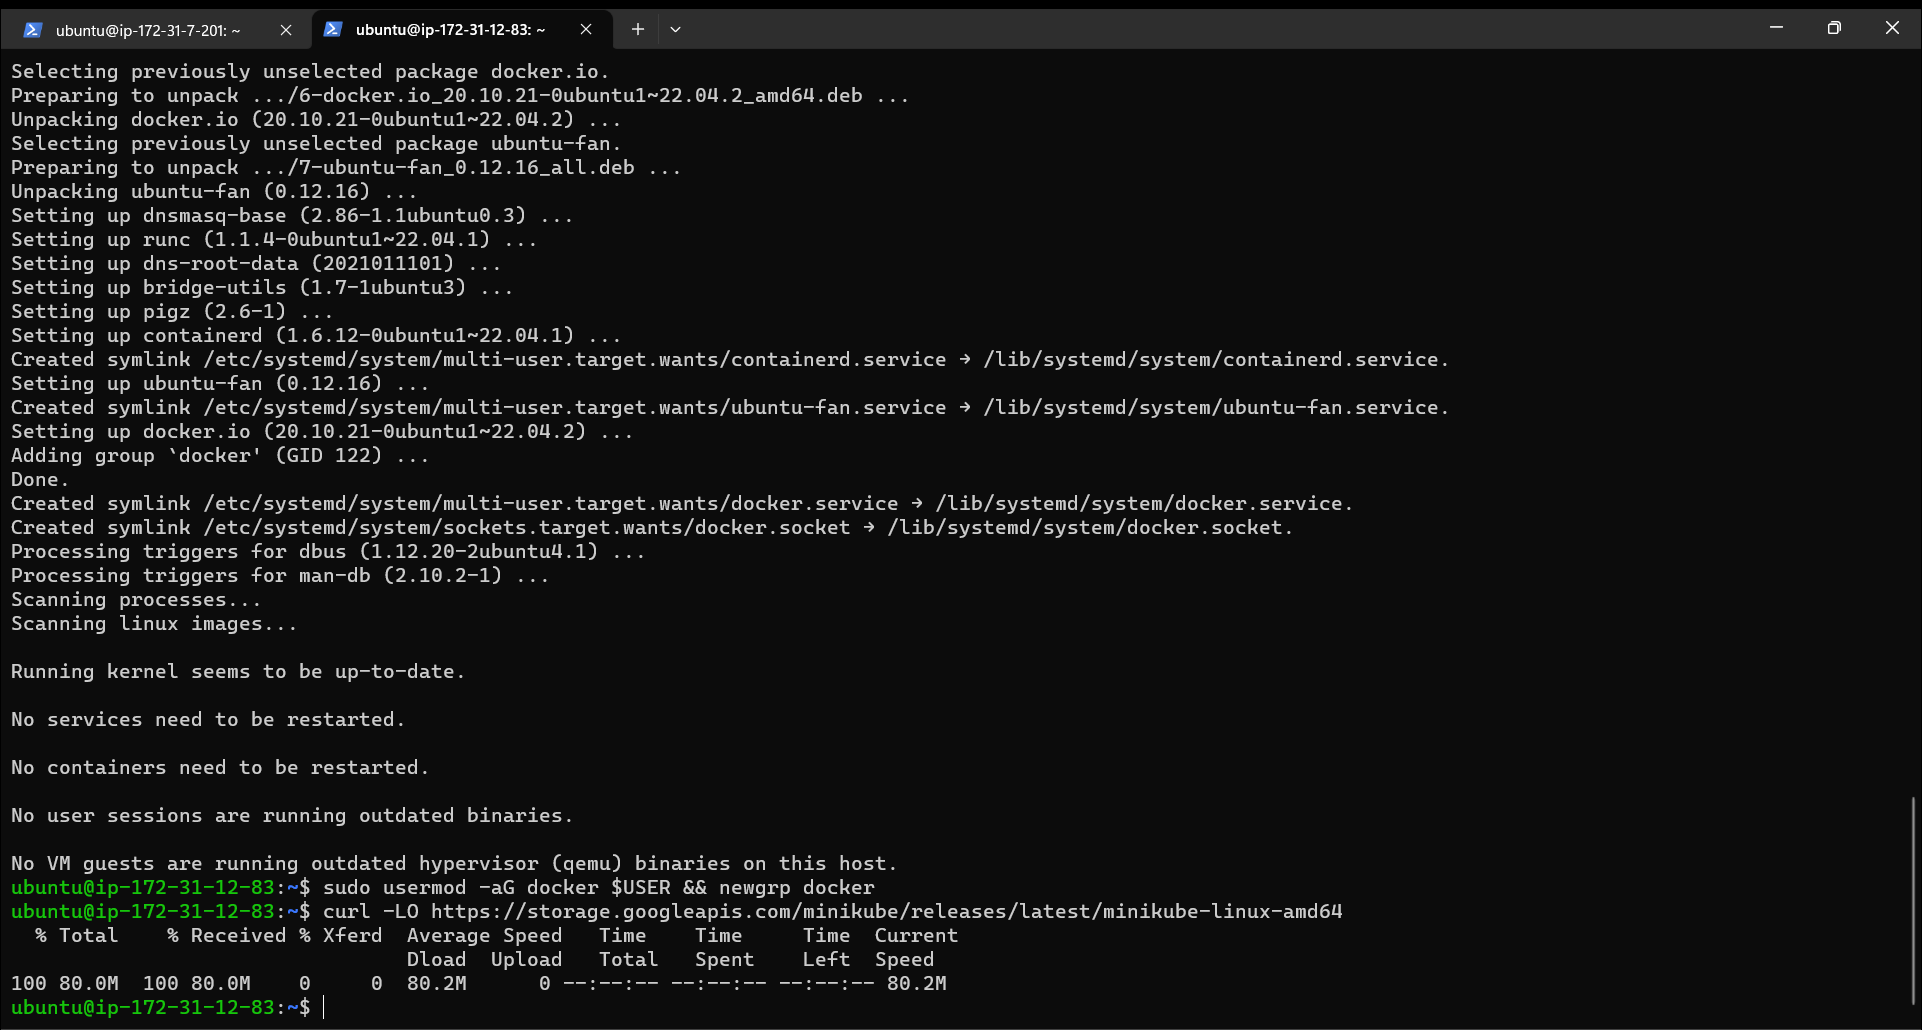 ubuntu@ip-172-31-7-201: ~
ubuntu@ip-172-31-12-83: ~
Selecting previously unselected package docker.io.
Preparing to unpack .../6-docker.io_20.10.21-0ubuntu1~22.04.2_amd64.deb ...
Unpacking docker.io (20.10.21-0ubuntu1~22.04.2) ...
Selecting previously unselected package ubuntu-fan.
Preparing to unpack .../7-ubuntu-fan_0.12.16_all.deb ...
Unpacking ubuntu-fan (0.12.16) ...
Setting up dnsmasq-base (2.86-1.1ubuntu0.3) ...
Setting up runc (1.1.4-0ubuntu1~22.04.1) ...
Setting up dns-root-data (2021011101) ...
Setting up bridge-utils (1.7-1ubuntu3) ...
Setting up pigz (2.6-1) ...
Setting up containerd (1.6.12-0ubuntu1~22.04.1) ...
Created symlink /etc/systemd/system/multi-user.target.wants/containerd.service → /lib/systemd/system/containerd.service.
Setting up ubuntu-fan (0.12.16) ...
Created symlink /etc/systemd/system/multi-user.target.wants/ubuntu-fan.service → /lib/systemd/system/ubuntu-fan.service.
Setting up docker.io (20.10.21-0ubuntu1~22.04.2) ...
Adding group `docker' (GID 122) ...
Done.
Created symlink /etc/systemd/system/multi-user.target.wants/docker.service → /lib/systemd/system/docker.service.
Created symlink /etc/systemd/system/sockets.target.wants/docker.socket → /lib/systemd/system/docker.socket.
Processing triggers for dbus (1.12.20-2ubuntu4.1) ...
Processing triggers for man-db (2.10.2-1) ...
Scanning processes...
Scanning linux images...
Running kernel seems to be up-to-date.
No services need to be restarted.
No containers need to be restarted.
No user sessions are running outdated binaries.
No VM guests are running outdated hypervisor (qemu) binaries on this host.
ubuntu@ip-172-31-12-83:~$ sudo usermod -aG docker $USER && newgrp docker
ubuntu@ip-172-31-12-83:~$ curl -LO https://storage.googleapis.com/minikube/releases/latest/minikube-linux-amd64
  % Total    % Received % Xferd  Average Speed   Time    Time     Time  Current
                                 Dload  Upload   Total   Spent    Left  Speed
100 80.0M  100 80.0M    0     0  80.2M      0 --:--:-- --:--:-- --:--:-- 80.2M
ubuntu@ip-172-31-12-83:~$